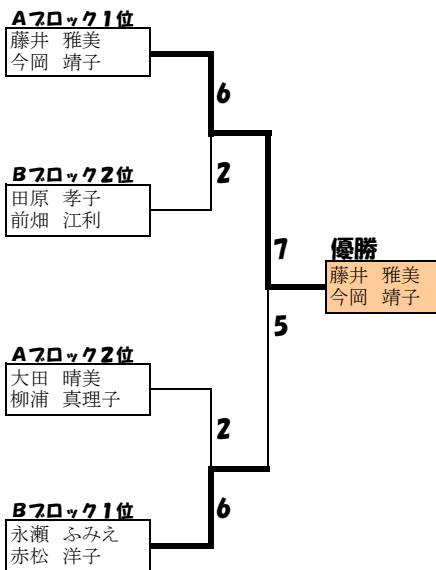 Aブロック1位
藤井 雅美
今岡 靖子
6
Bブロック2位
2
田原 孝子
前畑 江利
7
優勝
藤井 雅美
今岡 靖子
5
Aブロック2位
大田 晴美
柳浦 真理子
2
Bブロック1位
6
永瀬 ふみえ
赤松 洋子